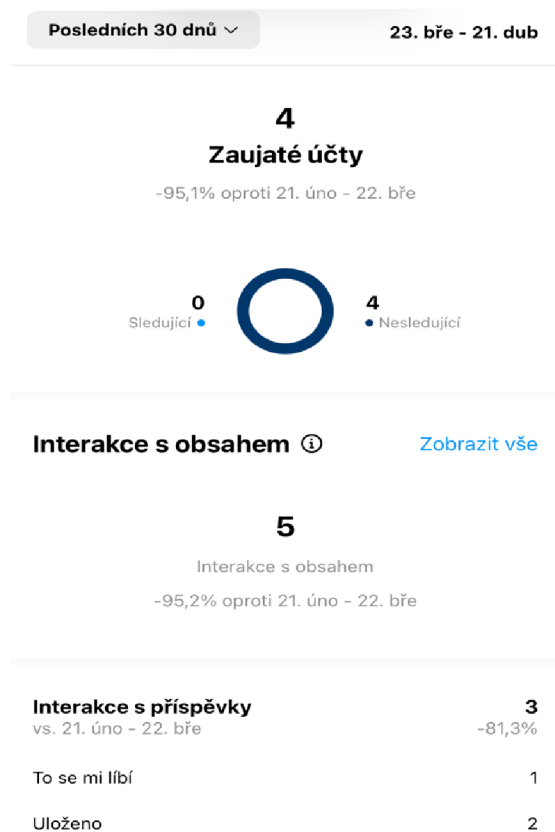 Posledních 30 dnů
23. bře - 21. dub
4
Zaujaté účty
-95,1% oproti 21. úno - 22. bře
0
Sledující
4
Nesledující
Interakce s obsahem
Zobrazit vše
5
Interakce s obsahem
-95,2% oproti 21. úno - 22. bře
Interakce s příspěvky 3
vs. 21. úno - 22. bře -81,3%
To se mi líbí 1
Uloženo 2